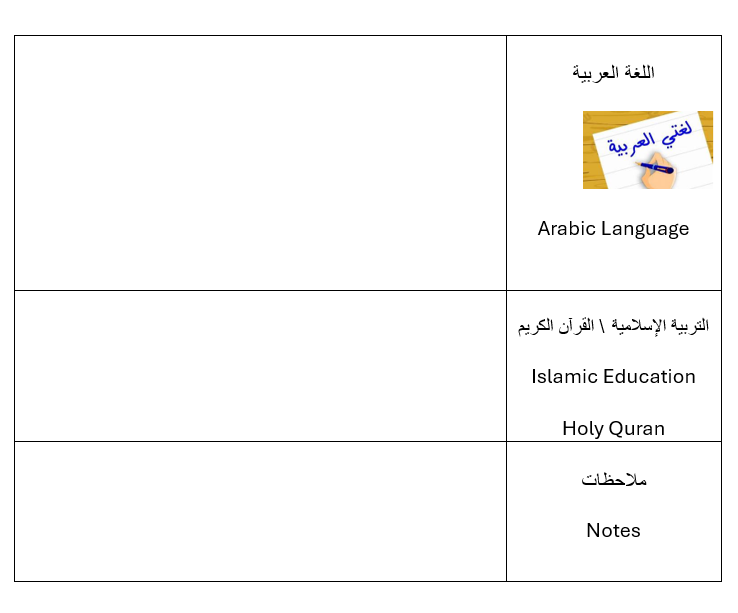 اللغة العربية
لغتي العربية
Arabic Language
التربية الإسلامية \ القرآن الكريم
Islamic Education
Holy Quran
ملاحظات
Notes